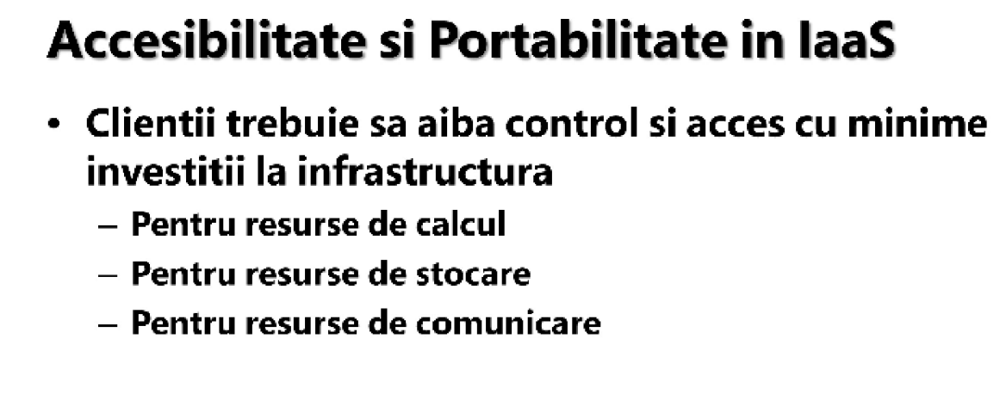 Accesibilitate si Portabilitate in IaaS
• Clientii trebuie sa aiba control si acces cu minime
investitii la infrastructura
– Pentru resurse de calcul
– Pentru resurse de stocare
– Pentru resurse de comunicare